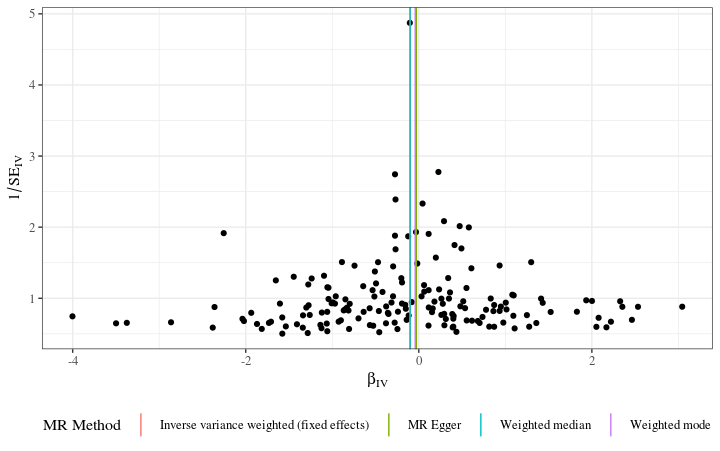 5
4
3
2
1
1/SE_IV
-4
-2
0
2
β_IV
MR Method
Inverse variance weighted (fixed effects)
MR Egger
Weighted median
Weighted mode